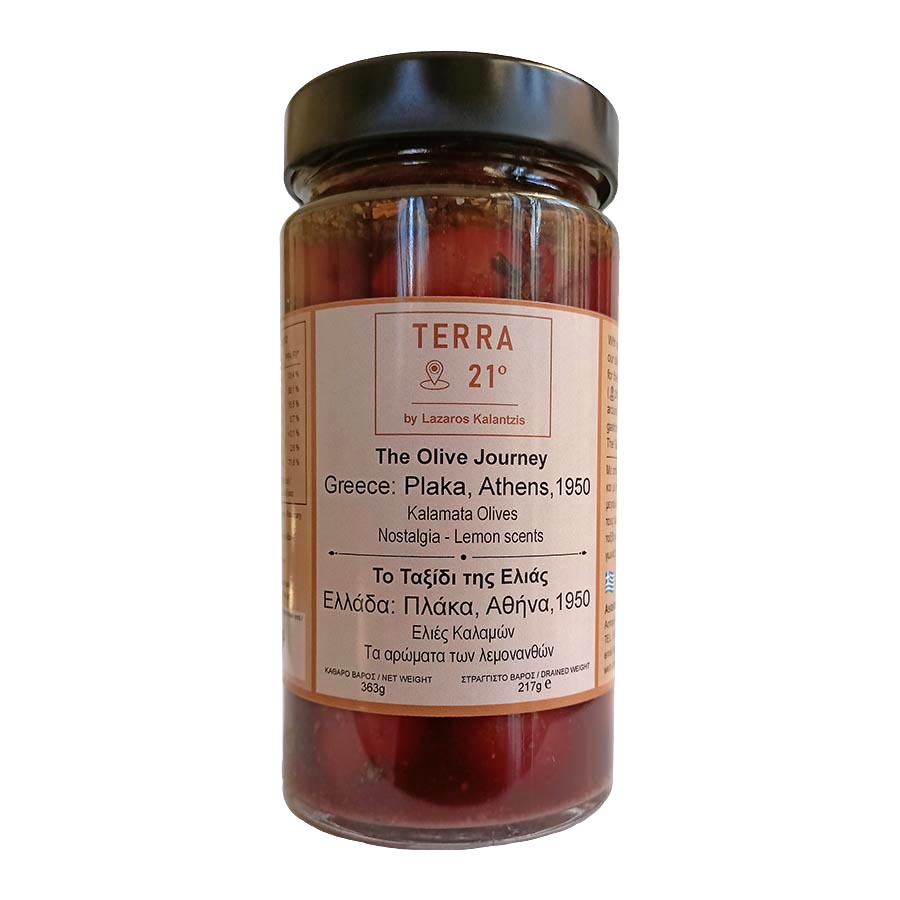 TERRA
21º
by Lazaros Kalantzis
The Olive Journey
Greece: Plaka, Athens,1950
Kalamata Olives
Nostalgia - Lemon scents
Το Ταξίδι της Ελιάς
Ελλάδα: Πλάκα, Αθήνα,1950
Ελιές Καλαμών
Τα αρώματα των λεμονανθών
ΚΑΘΑΡΟ ΒΑΡΟΣ / NET WEIGHT
363g
ΣΤΡΑΓΓΙΣΤΟ ΒΑΡΟΣ / DRAINED WEIGHT
217g e